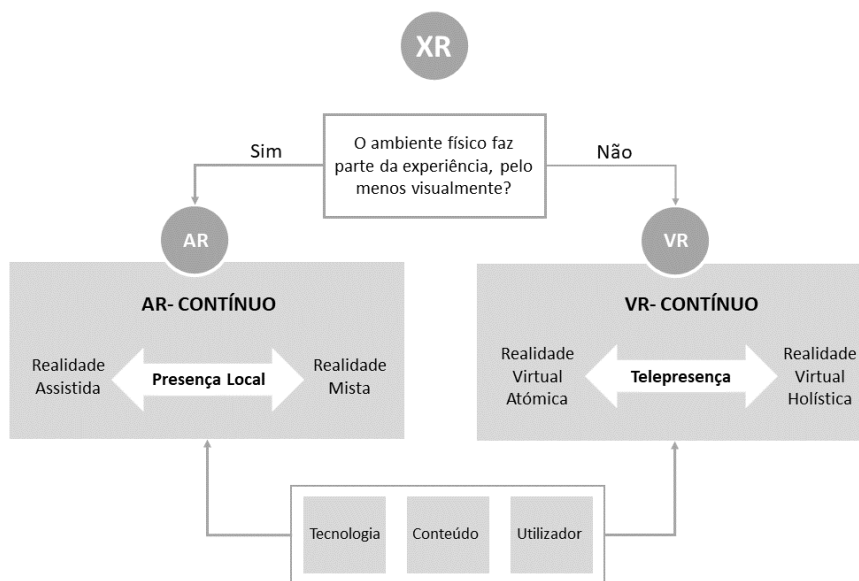 XR
O ambiente físico faz
parte da experiência, pelo
menos visualmente?
Sim
Não
AR
VR
AR- CONTÍNUO
Realidade
Assistida
Presença Local
Realidade
Mista
VR- CONTÍNUO
Realidade
Virtual
Atómica
Telepresença
Realidade
Virtual
Holística
Tecnologia
Conteúdo
Utilizador